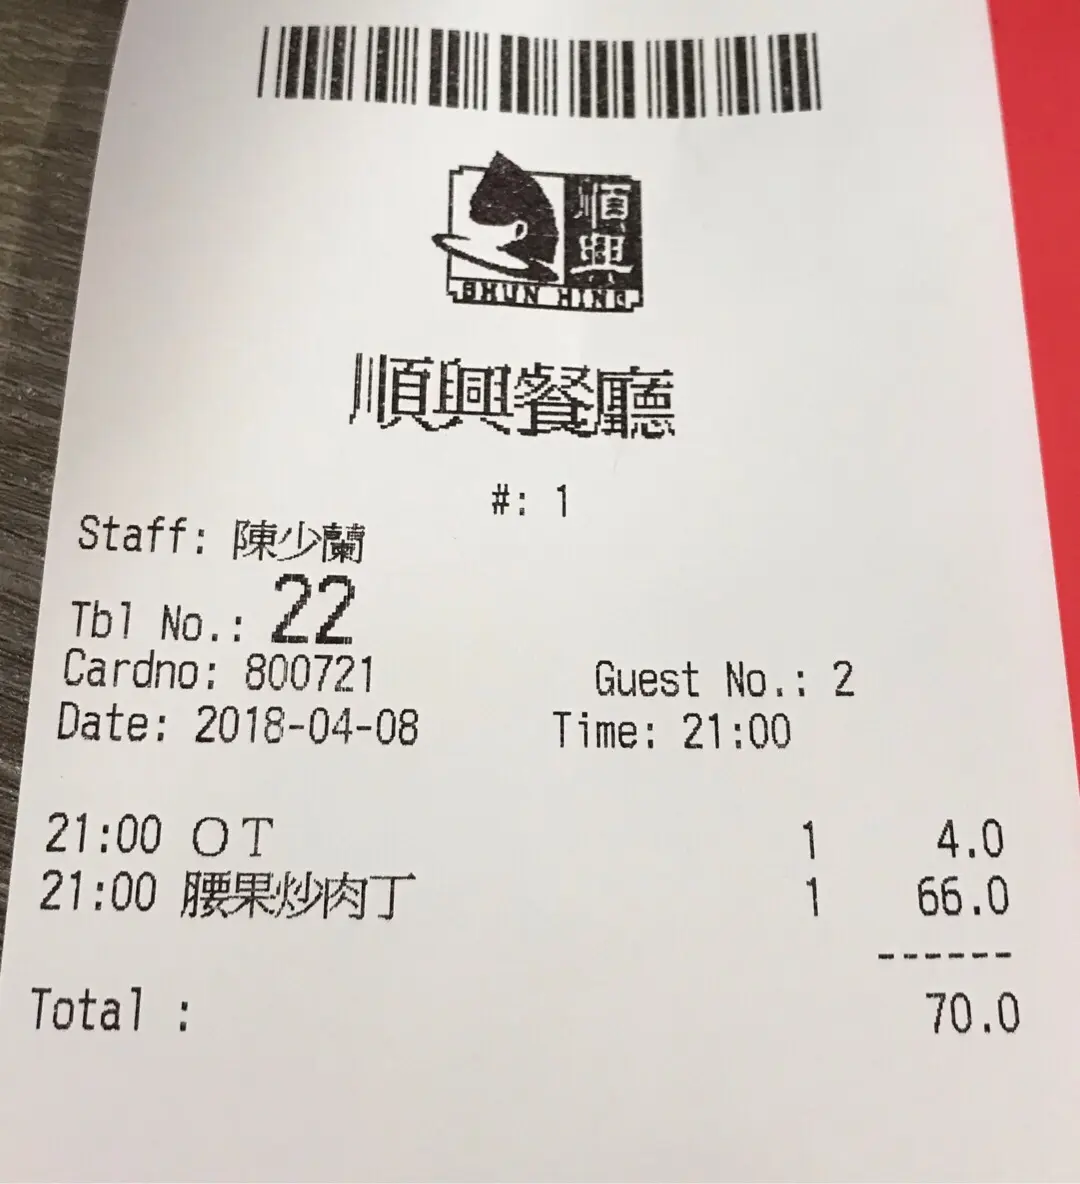 順興
SHUN HING
順興餐廳
#: 1
Staff: 陳少蘭
Tbl No.: 22
Cardno: 800721 Guest No.: 2
Date: 2018-04-08 Time: 21:00
21:00 ＯＴ 1 4.0
21:00 腰果炒肉丁 1 66.0
------
Total : 70.0